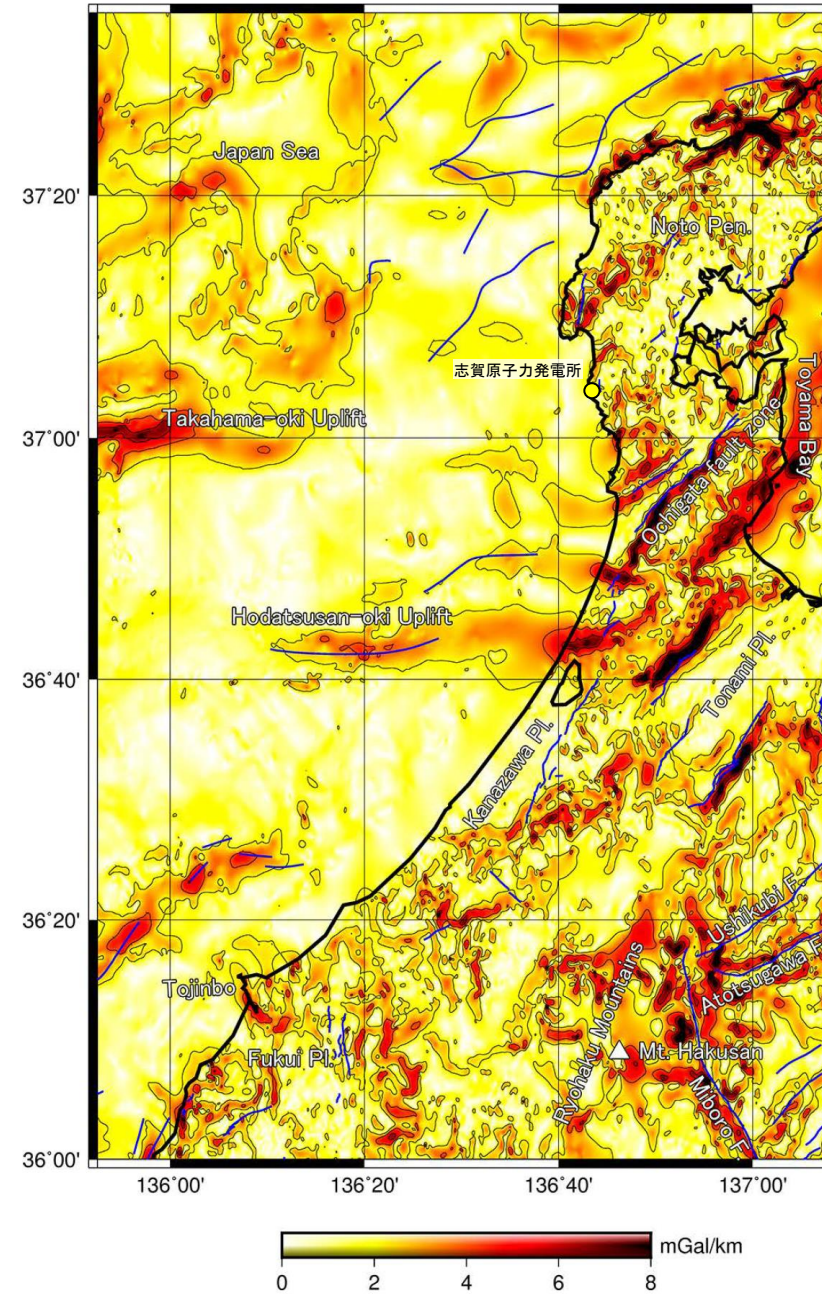 Japan Sea
37°20'
Noto Pen.
志賀原子力発電所
Toyama Bay
Takahama-oki Uplift
37°00'
Ochigata fault zone
Hodatsusan-oki Uplift
36°40'
Tonami Pl.
Kanazawa Pl.
36°20'
Ushikubi F.
Atotsugawa F.
Tojinbo
Ryohaku Mountains
Mt. Hakusan
Fukui Pl.
Miboro F.
36°00'
136°00' 136°20' 136°40' 137°00'
mGal/km
0 2 4 6 8